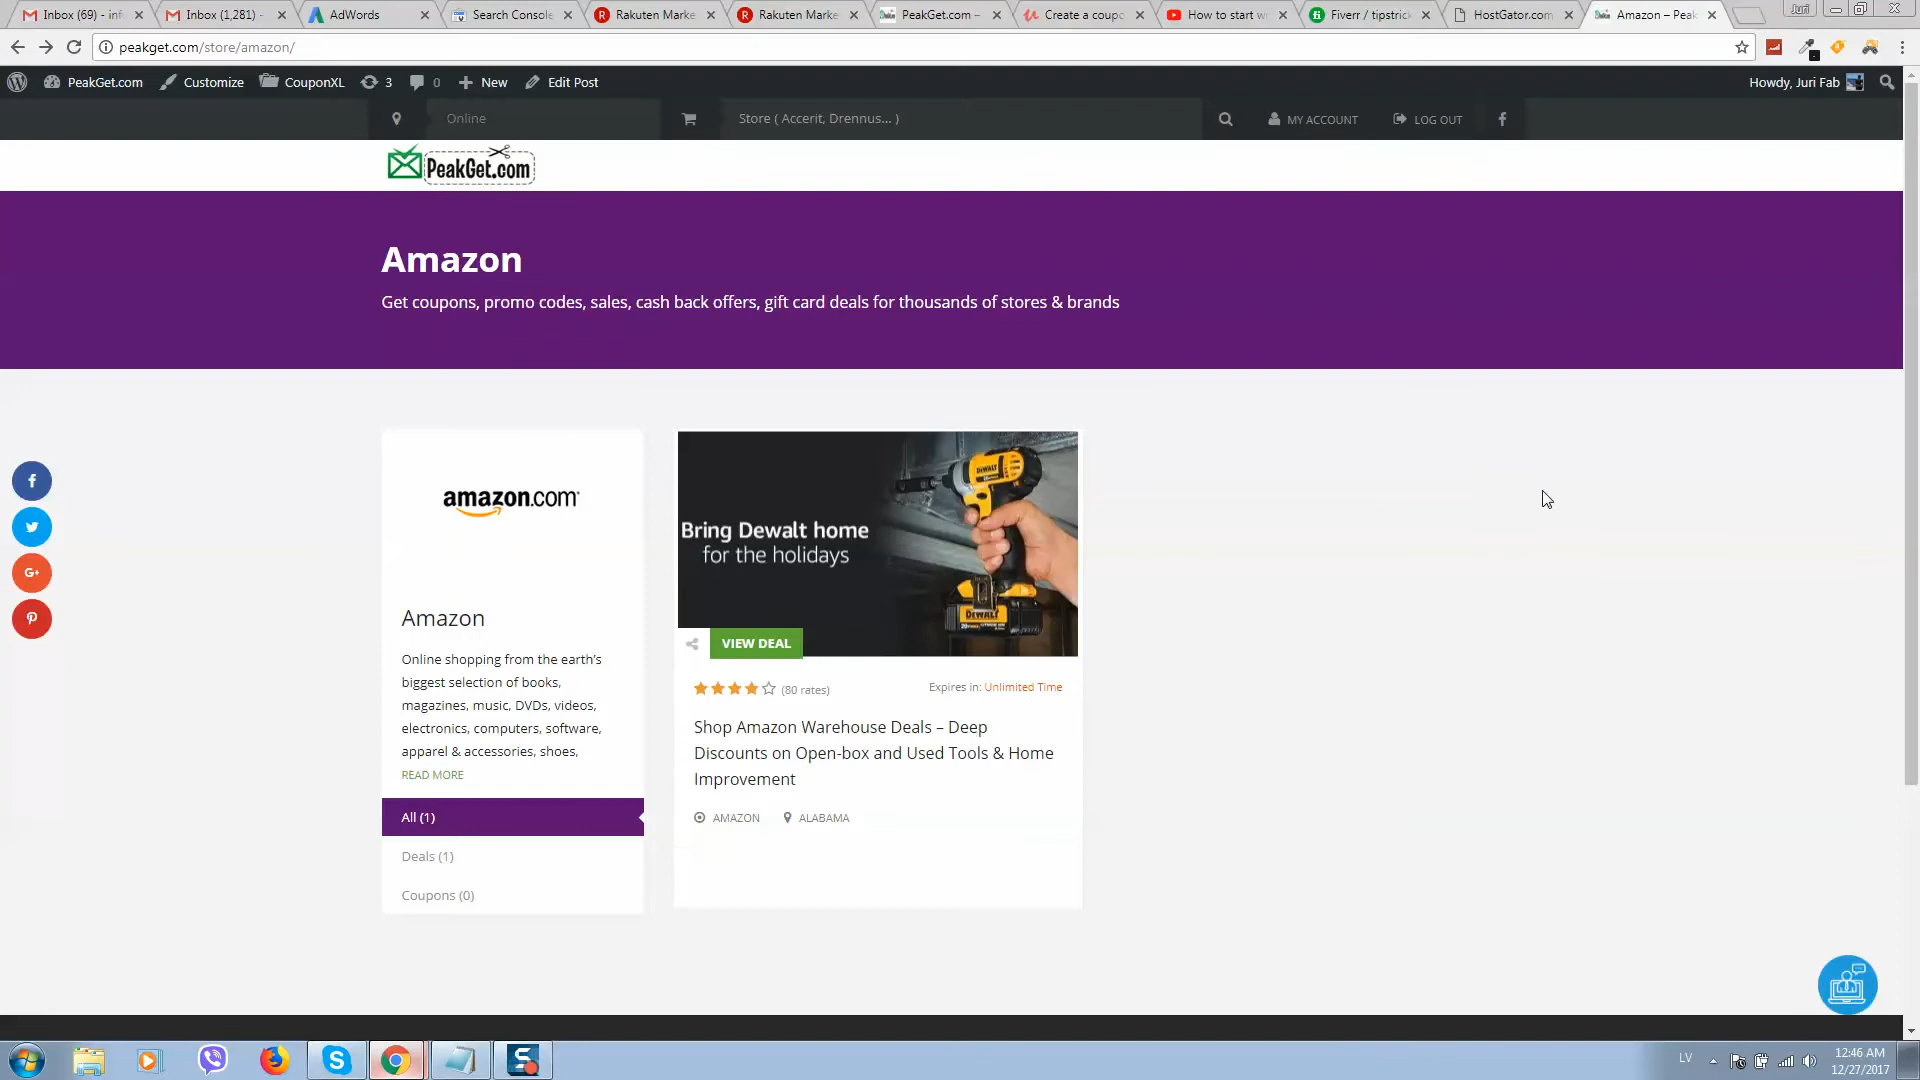 Inbox (69) - inf
Inbox (1,281) -
AdWords
Search Console
Rakuten Marke
Rakuten Marke
PeakGet.com –
Create a coupo
How to start w
Fiverr / tipstrick
HostGator.com
Amazon – Peak
Juri
peakget.com/store/amazon/
PeakGet.com
Customize
CouponXL
3
0
New
Edit Post
Howdy, Juri Fab
Online
Store ( Accerit, Drennus... )
MY ACCOUNT
LOG OUT
PeakGet.com
Amazon
Get coupons, promo codes, sales, cash back offers, gift card deals for thousands of stores & brands
amazon.com
Amazon
Online shopping from the earth's
biggest selection of books,
magazines, music, DVDs, videos,
electronics, computers, software,
apparel & accessories, shoes,
READ MORE
All (1)
Deals (1)
Coupons (0)
Bring Dewalt home
for the holidays
DEWALT
DEWALT
VIEW DEAL
(80 rates)
Expires in: Unlimited Time
Shop Amazon Warehouse Deals – Deep
Discounts on Open-box and Used Tools & Home
Improvement
AMAZON
ALABAMA
LV
12:46 AM
12/27/2017